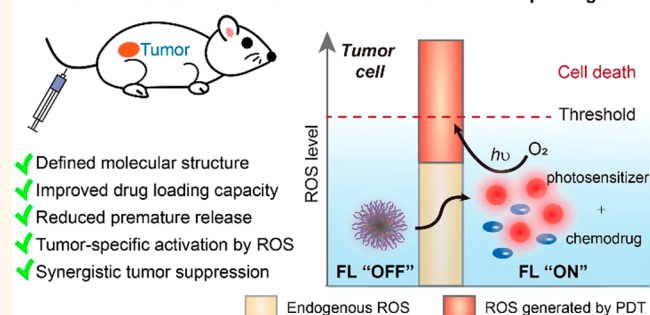 Tumor
Defined molecular structure
Improved drug loading capacity
Reduced premature release
Tumor-specific activation by ROS
Synergistic tumor suppression
Tumor
cell
Cell death
Threshold
ROS level
hυ
O₂
photosensitizer
+
chemodrug
FL “OFF”
FL “ON”
Endogenous ROS
ROS generated by PDT